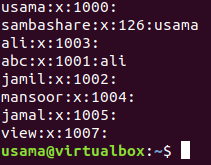 usama:x:1000:
sambashare:x:126:usama
ali:x:1003:
abc:x:1001:ali
jamil:x:1002:
mansoor:x:1004:
jamal:x:1005:
view:x:1007:
usama@virtualbox:~$